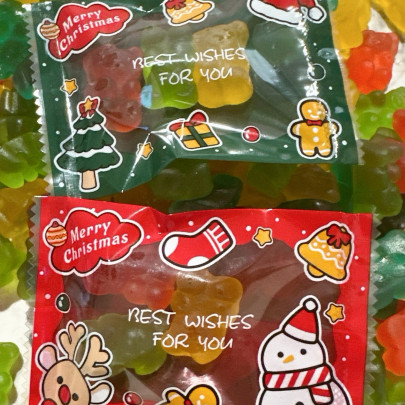 Merry
Christmas
BEST WISHES
FOR YOU
Merry
Christmas
BEST WISHES
FOR YOU